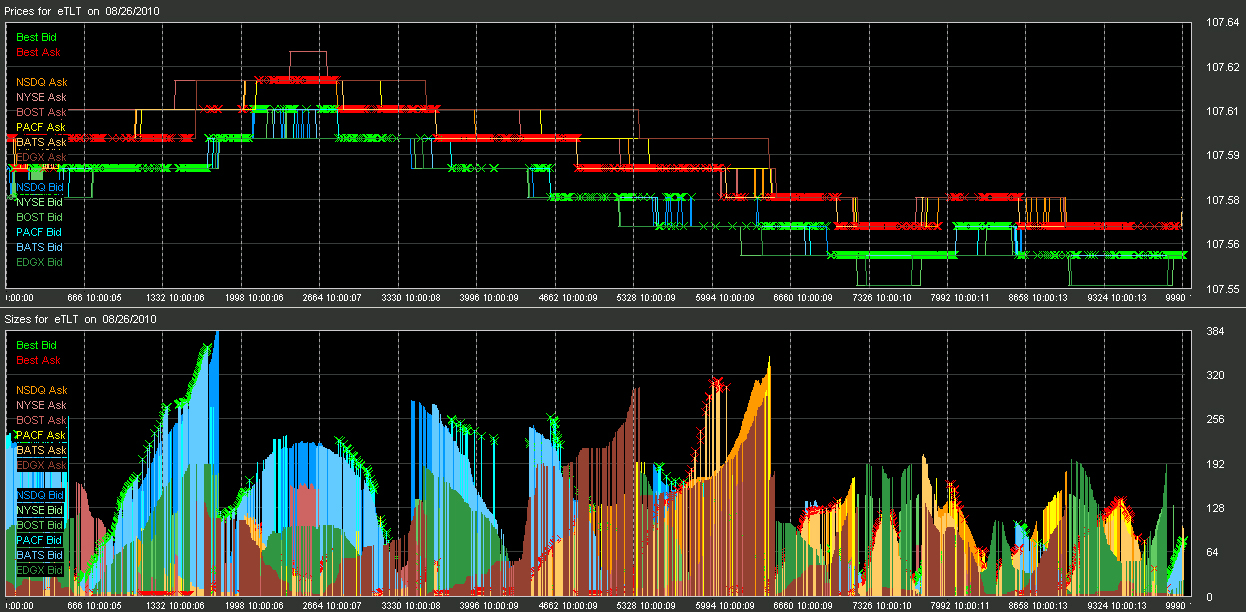 Prices for eTLT on 08/26/2010
107.64
Best Bid
Best Ask
107.62
NSDQ Ask
NYSE Ask
BOST Ask
107.61
PACF Ask
BATS Ask
107.59
EDGX Ask
NSDQ Bid
NYSE Bid
107.58
BOST Bid
PACF Bid
BATS Bid
107.56
EDGX Bid
107.55
):00:00 666 10:00:05 1332 10:00:06 1998 10:00:06 2664 10:00:07 3330 10:00:08 3996 10:00:09 4662 10:00:09 5328 10:00:09 5994 10:00:09 6660 10:00:09 7326 10:00:10 7992 10:00:11 8658 10:00:13 9324 10:00:13 9990
Sizes for eTLT on 08/26/2010
384
Best Bid
Best Ask
320
NSDQ Ask
NYSE Ask
BOST Ask
256
PACF Ask
BATS Ask
EDGX Ask
192
NSDQ Bid
NYSE Bid
128
BOST Bid
PACF Bid
BATS Bid
64
EDGX Bid
0
):00:00 666 10:00:05 1332 10:00:06 1998 10:00:06 2664 10:00:07 3330 10:00:08 3996 10:00:09 4662 10:00:09 5328 10:00:09 5994 10:00:09 6660 10:00:09 7326 10:00:10 7992 10:00:11 8658 10:00:13 9324 10:00:13 9990